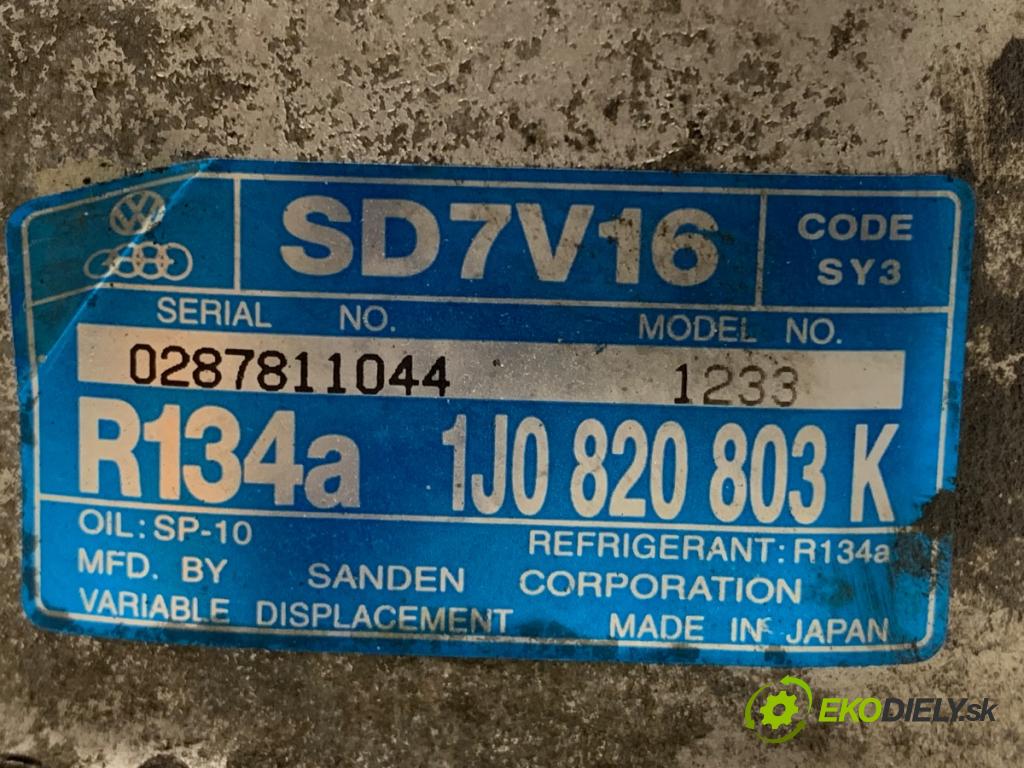 SD7V16
CODE
SY3
SERIAL NO. MODEL NO.
0287811044 1233
R134a 1J0 820 803 K
OIL: SP-10
REFRIGERANT: R134a
MFD. BY SANDEN CORPORATION
VARIABLE DISPLACEMENT MADE IN JAPAN
EKODIELY.sk